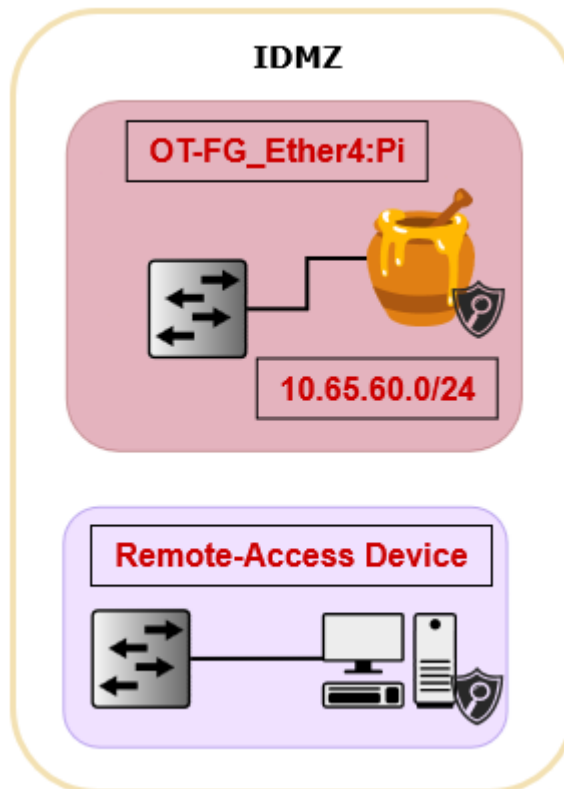 IDMZ
OT-FG_Ether4:Pi
10.65.60.0/24
Remote-Access Device